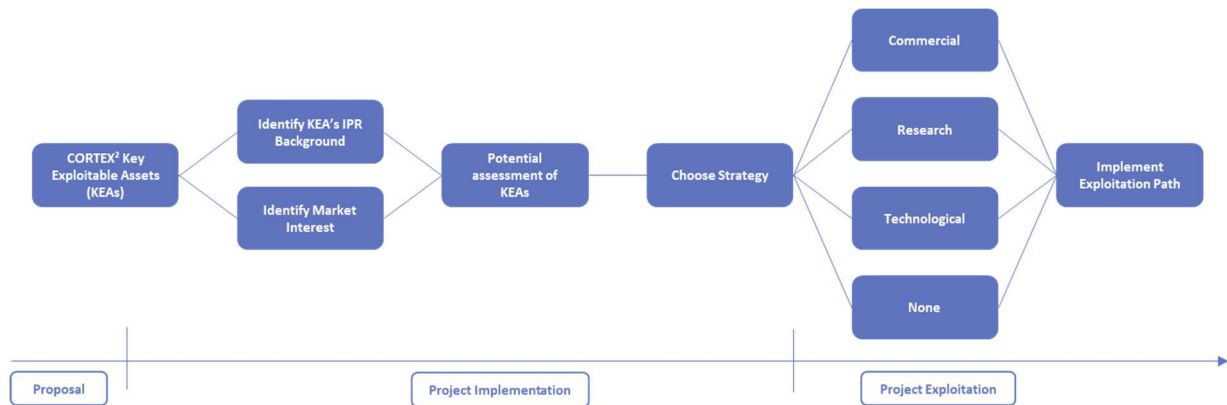 CORTEX² Key
Exploitable Assets
(KEAs)
Identify KEA's IPR
Background
Identify Market
Interest
Potential
assessment of
KEAs
Choose Strategy
Commercial
Research
Technological
None
Implement
Exploitation Path
Proposal
Project Implementation
Project Exploitation